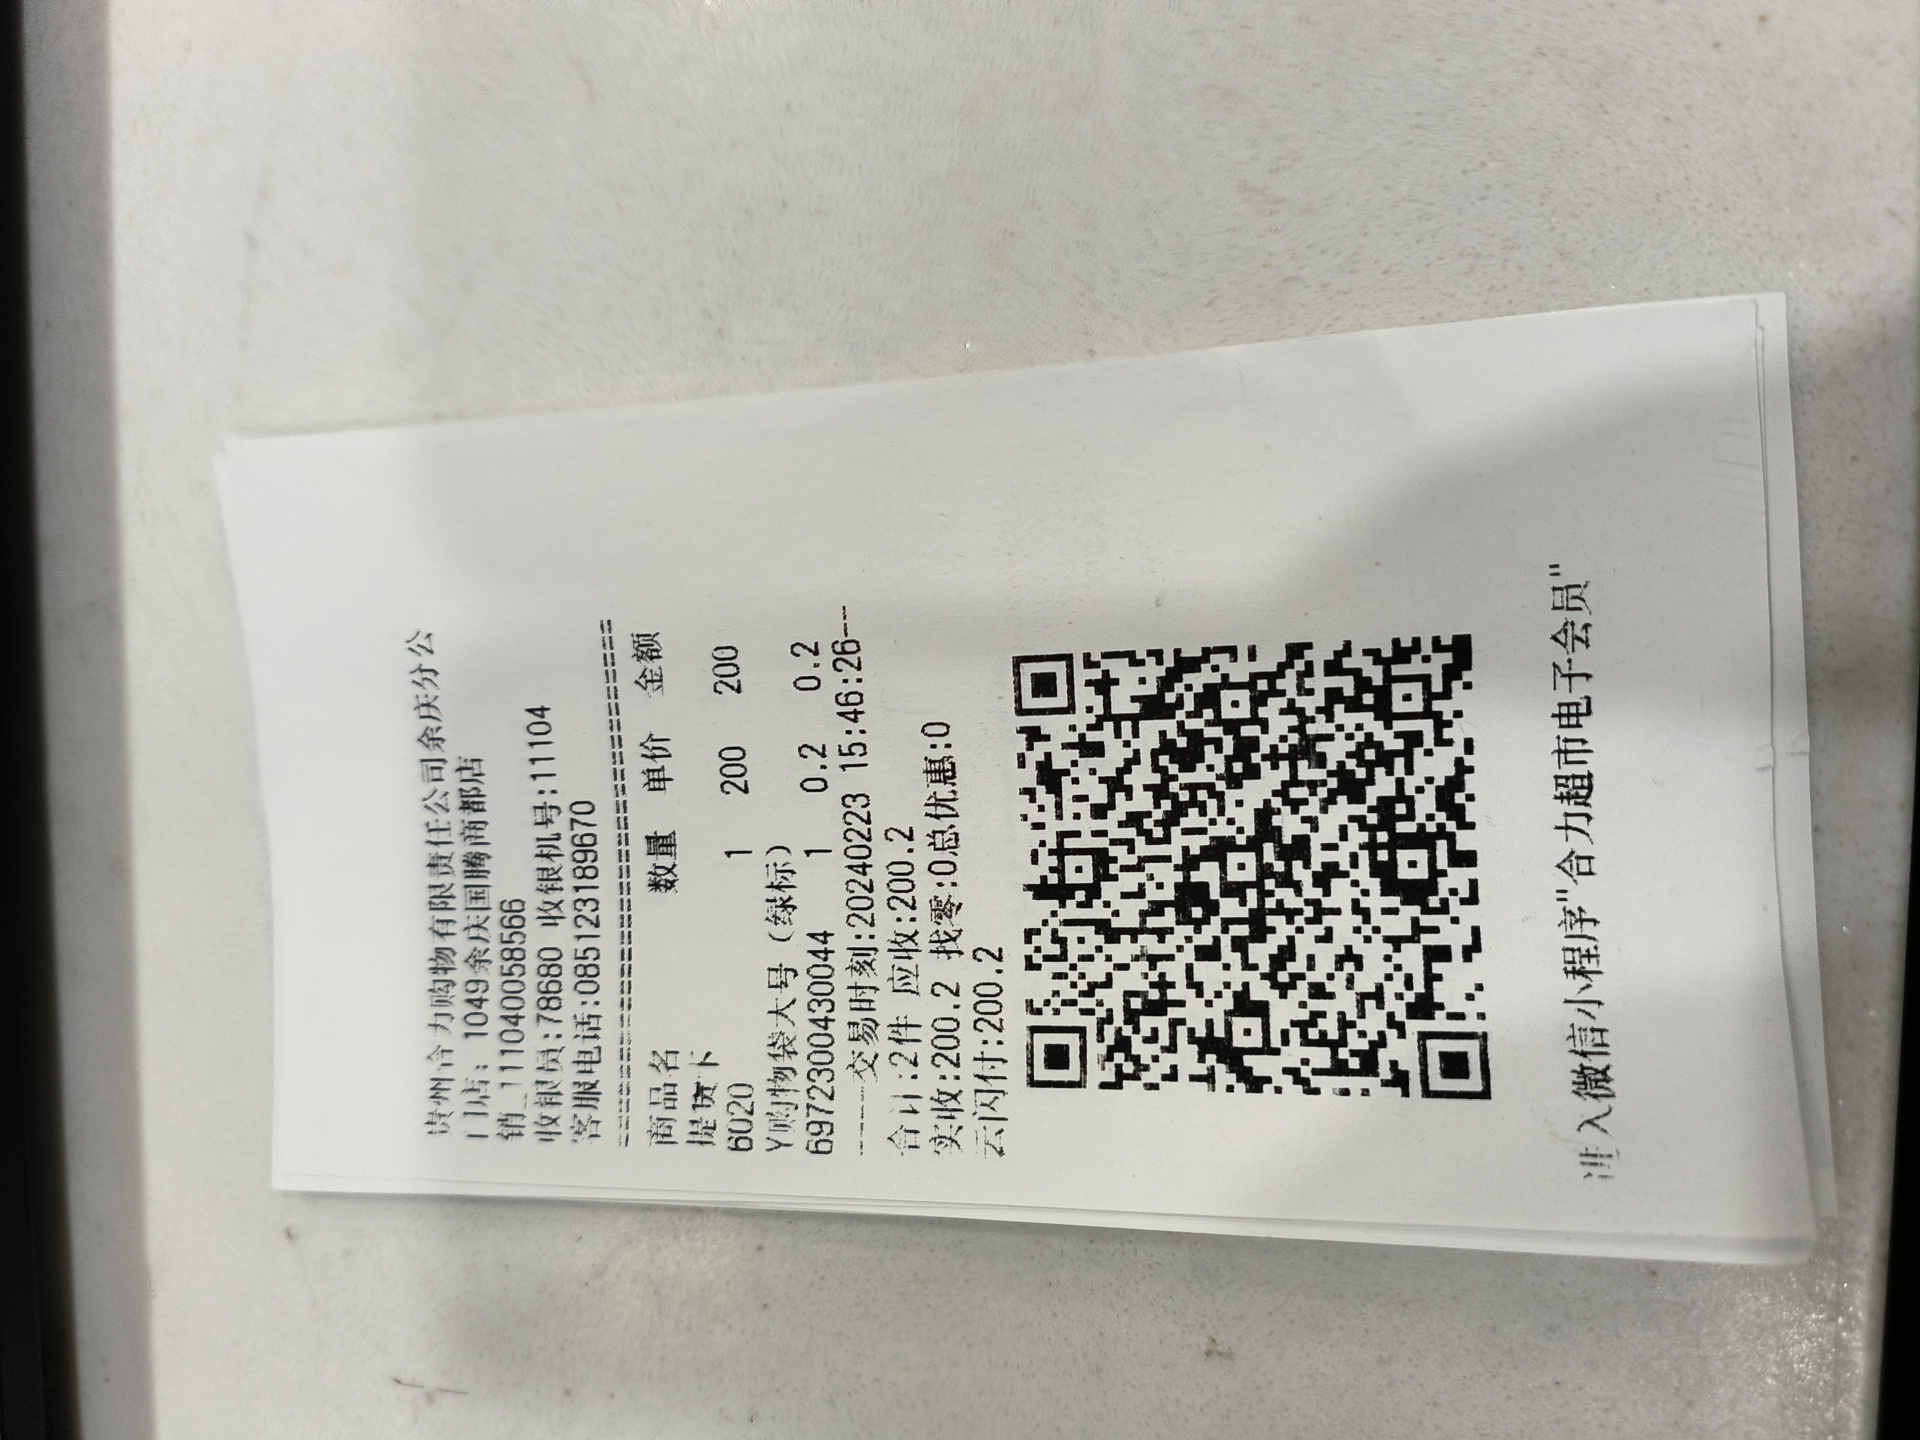 贵州合力购物有限责任公司余庆分公
门店: 1049余庆国腾商都店
销_111040058566
收银员:78680 收银机号:11104
客服电话:085123189670
商品名 数量 单价 金额
提货卡
6020 1 200 200
Y购物袋大号(绿标)
6972300430044 1 0.2 0.2
----交易时刻:20240223 15:46:26---
合计:2件 应收:200.2
实收:200.2 找零:0总优惠:0
云闪付:200.2
进入微信小程序"合力超市电子会员"